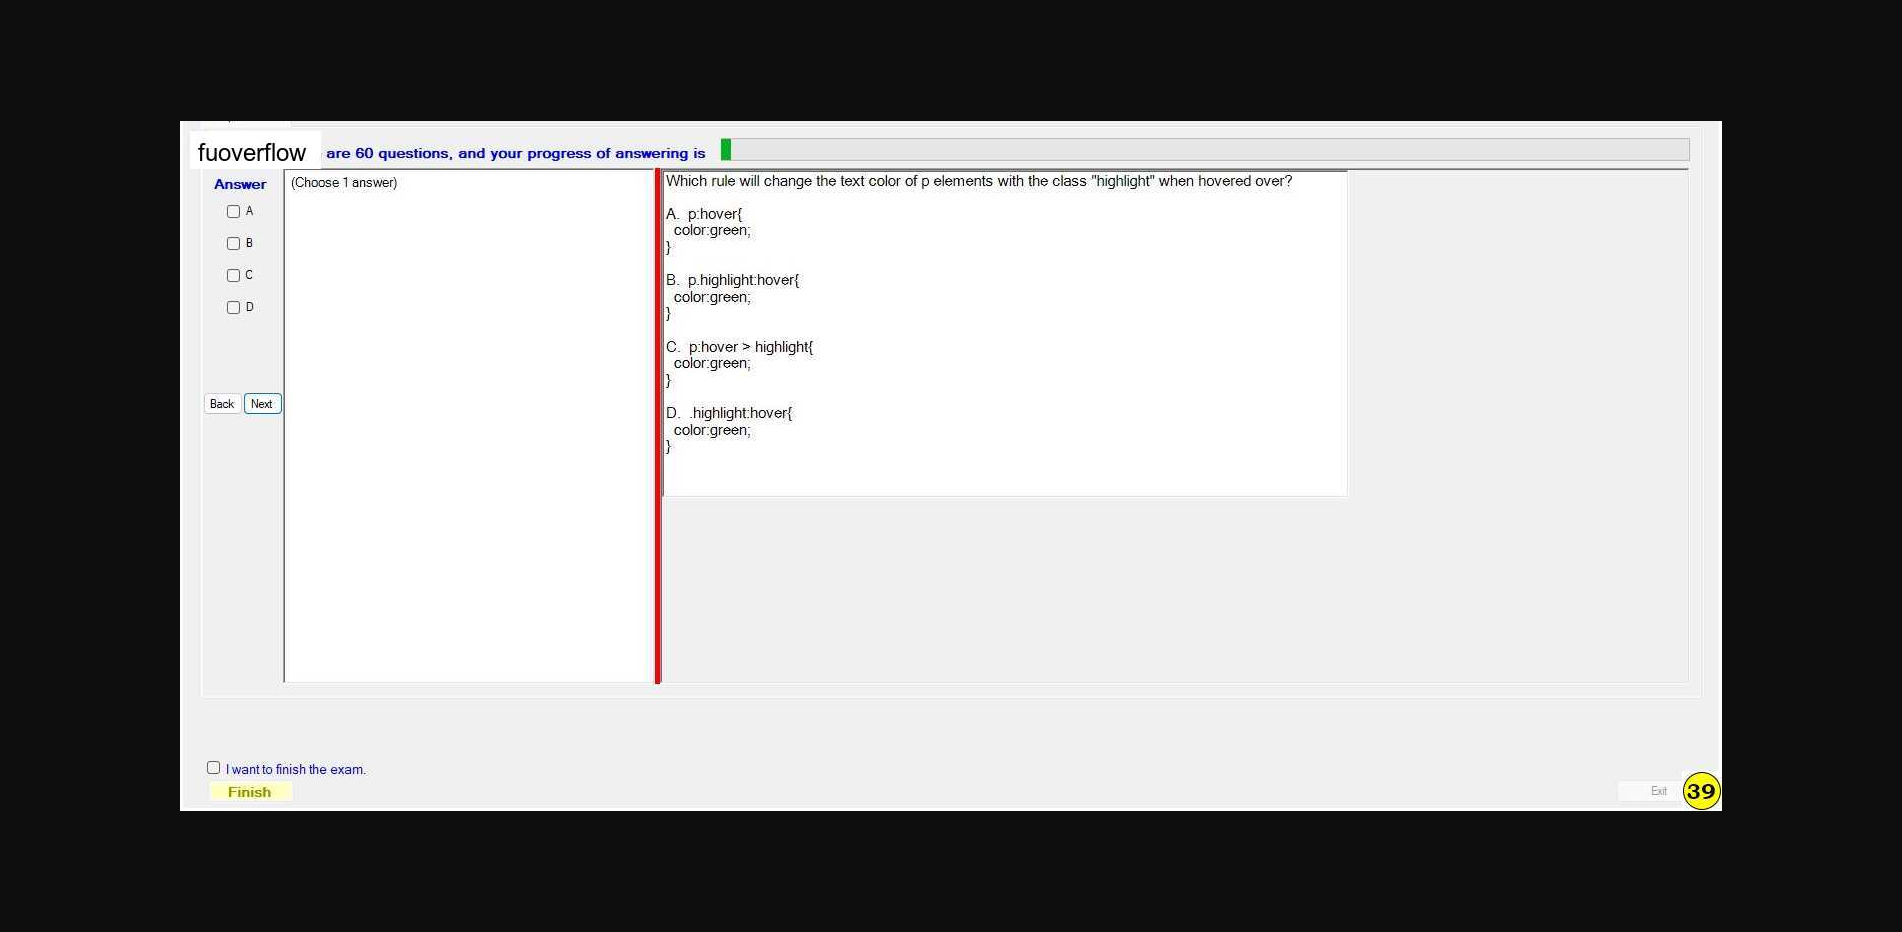 fuoverflow are 60 questions, and your progress of answering is
Answer
(Choose 1 answer)
A
B
C
D
Back Next
Which rule will change the text color of p elements with the class "highlight" when hovered over?
A. p:hover{
color:green;
}
B. p.highlight:hover{
color:green;
}
C. p:hover > highlight{
color:green;
}
D. .highlight:hover{
color:green;
}
I want to finish the exam.
Finish
Exit
39